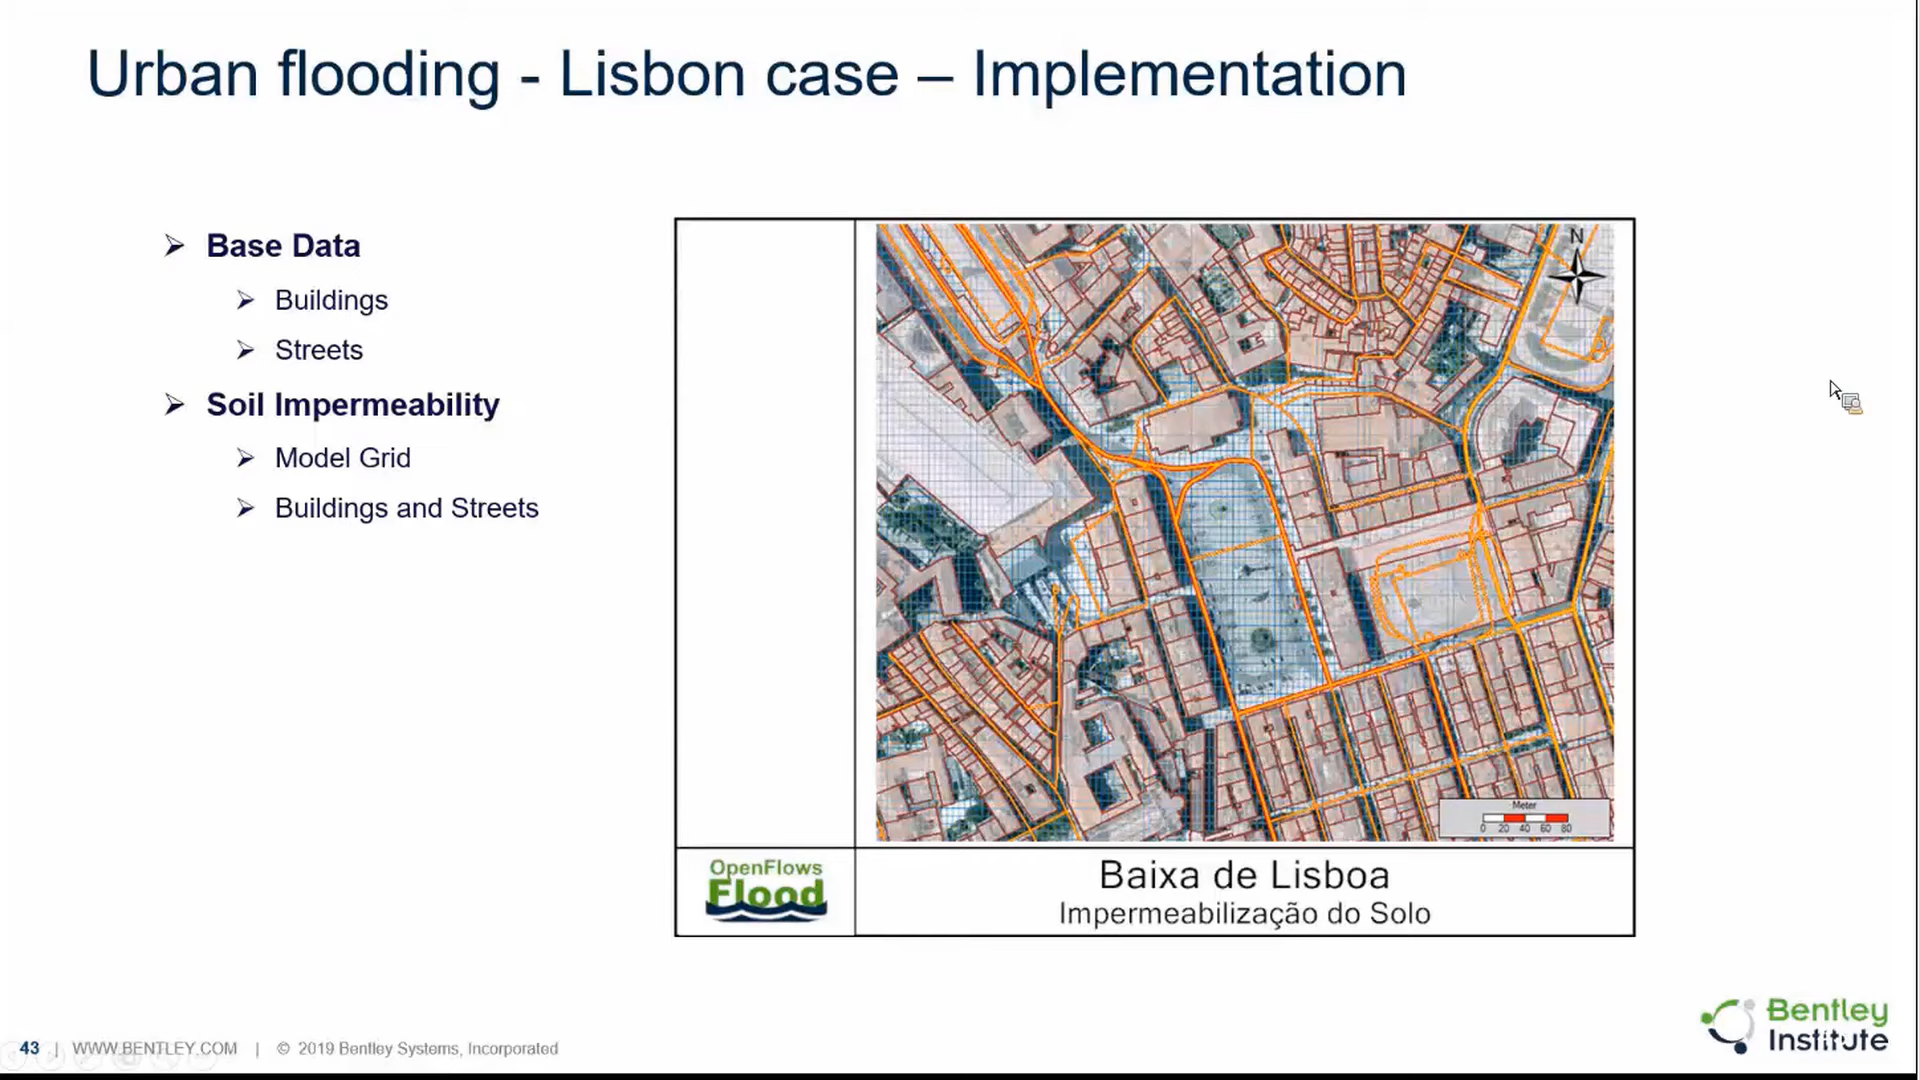 Urban flooding - Lisbon case – Implementation
Base Data
Buildings
Streets
Soil Impermeability
Model Grid
Buildings and Streets
N
Meter
0 20 40 60 80
OpenFlows
Flood
Baixa de Lisboa
Impermeabilização do Solo
43 | WWW.BENTLEY.COM | © 2019 Bentley Systems, Incorporated
Bentley
Institute